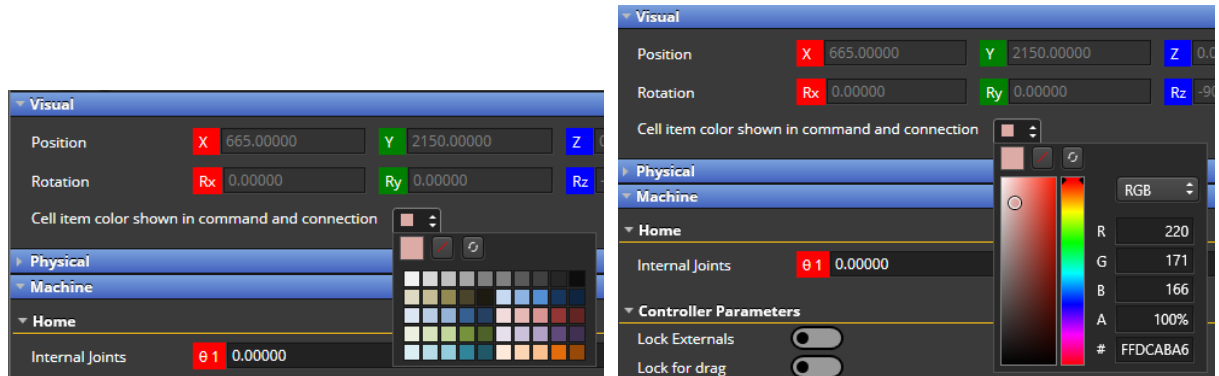 Visual
Position X 665.00000 Y 2150.00000 Z
Rotation Rx 0.00000 Ry 0.00000 Rz
Cell item color shown in command and connection
Physical
Machine
Home
Internal Joints θ 1 0.00000
Visual
Position X 665.00000 Y 2150.00000 Z 0.0
Rotation Rx 0.00000 Ry 0.00000 Rz -90
Cell item color shown in command and connection
Physical
Machine
RGB
Home
R 220
Internal Joints θ 1 0.00000
G 171
B 166
Controller Parameters
A 100%
Lock Externals
# FFDCABA6
Lock for drag